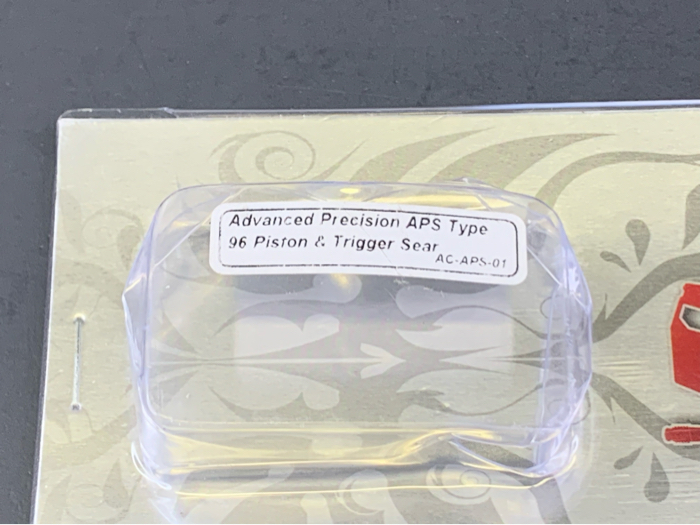 Advanced Precision APS Type
96 Piston & Trigger Sear
AC-APS-01